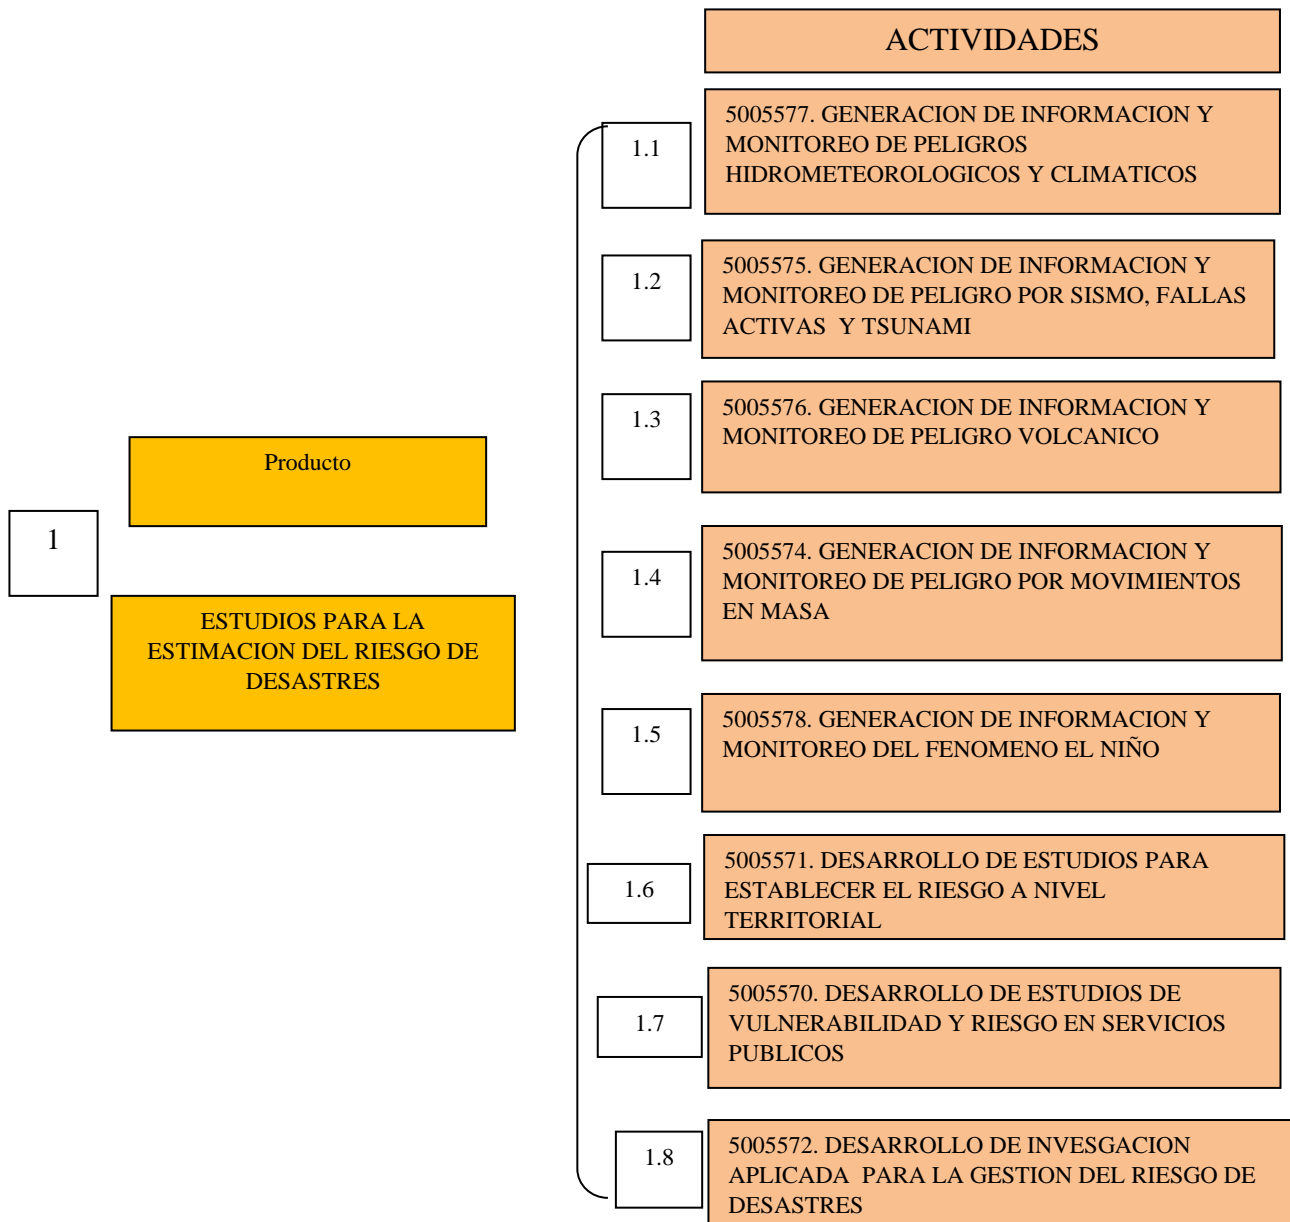 ACTIVIDADES
1
Producto
ESTUDIOS PARA LA
ESTIMACION DEL RIESGO DE
DESASTRES
1.1
5005577. GENERACION DE INFORMACION Y
MONITOREO DE PELIGROS
HIDROMETEOROLOGICOS Y CLIMATICOS
1.2
5005575. GENERACION DE INFORMACION Y
MONITOREO DE PELIGRO POR SISMO, FALLAS
ACTIVAS Y TSUNAMI
1.3
5005576. GENERACION DE INFORMACION Y
MONITOREO DE PELIGRO VOLCANICO
1.4
5005574. GENERACION DE INFORMACION Y
MONITOREO DE PELIGRO POR MOVIMIENTOS
EN MASA
1.5
5005578. GENERACION DE INFORMACION Y
MONITOREO DEL FENOMENO EL NIÑO
1.6
5005571. DESARROLLO DE ESTUDIOS PARA
ESTABLECER EL RIESGO A NIVEL
TERRITORIAL
1.7
5005570. DESARROLLO DE ESTUDIOS DE
VULNERABILIDAD Y RIESGO EN SERVICIOS
PUBLICOS
1.8
5005572. DESARROLLO DE INVESGACION
APLICADA PARA LA GESTION DEL RIESGO DE
DESASTRES